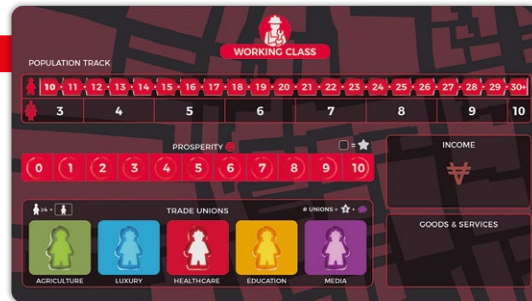 WORKING CLASS
POPULATION TRACK
10 11 12 13 14 15 16 17 18 19 20 21 22 23 24 25 26 27 28 29 30+
3 4 5 6 7 8 9 10
PROSPERITY
=
INCOME
0 1 2 3 4 5 6 7 8 9 10
≥4 =
TRADE UNIONS
# UNIONS =
GOODS & SERVICES
AGRICULTURE
LUXURY
HEALTHCARE
EDUCATION
MEDIA